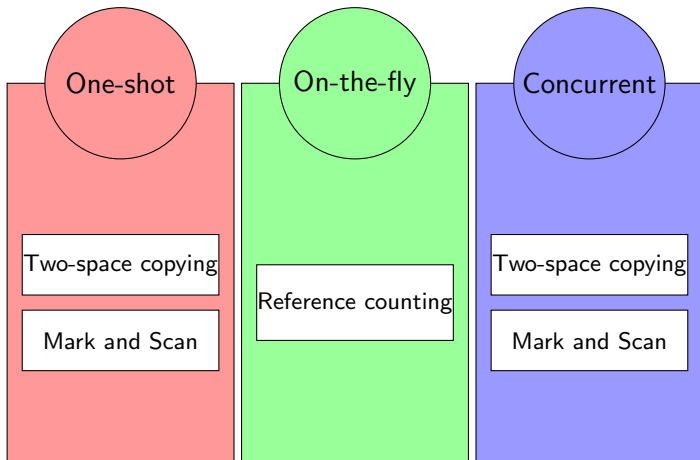 One-shot
On-the-fly
Concurrent
Two-space copying
Mark and Scan
Reference counting
Two-space copying
Mark and Scan